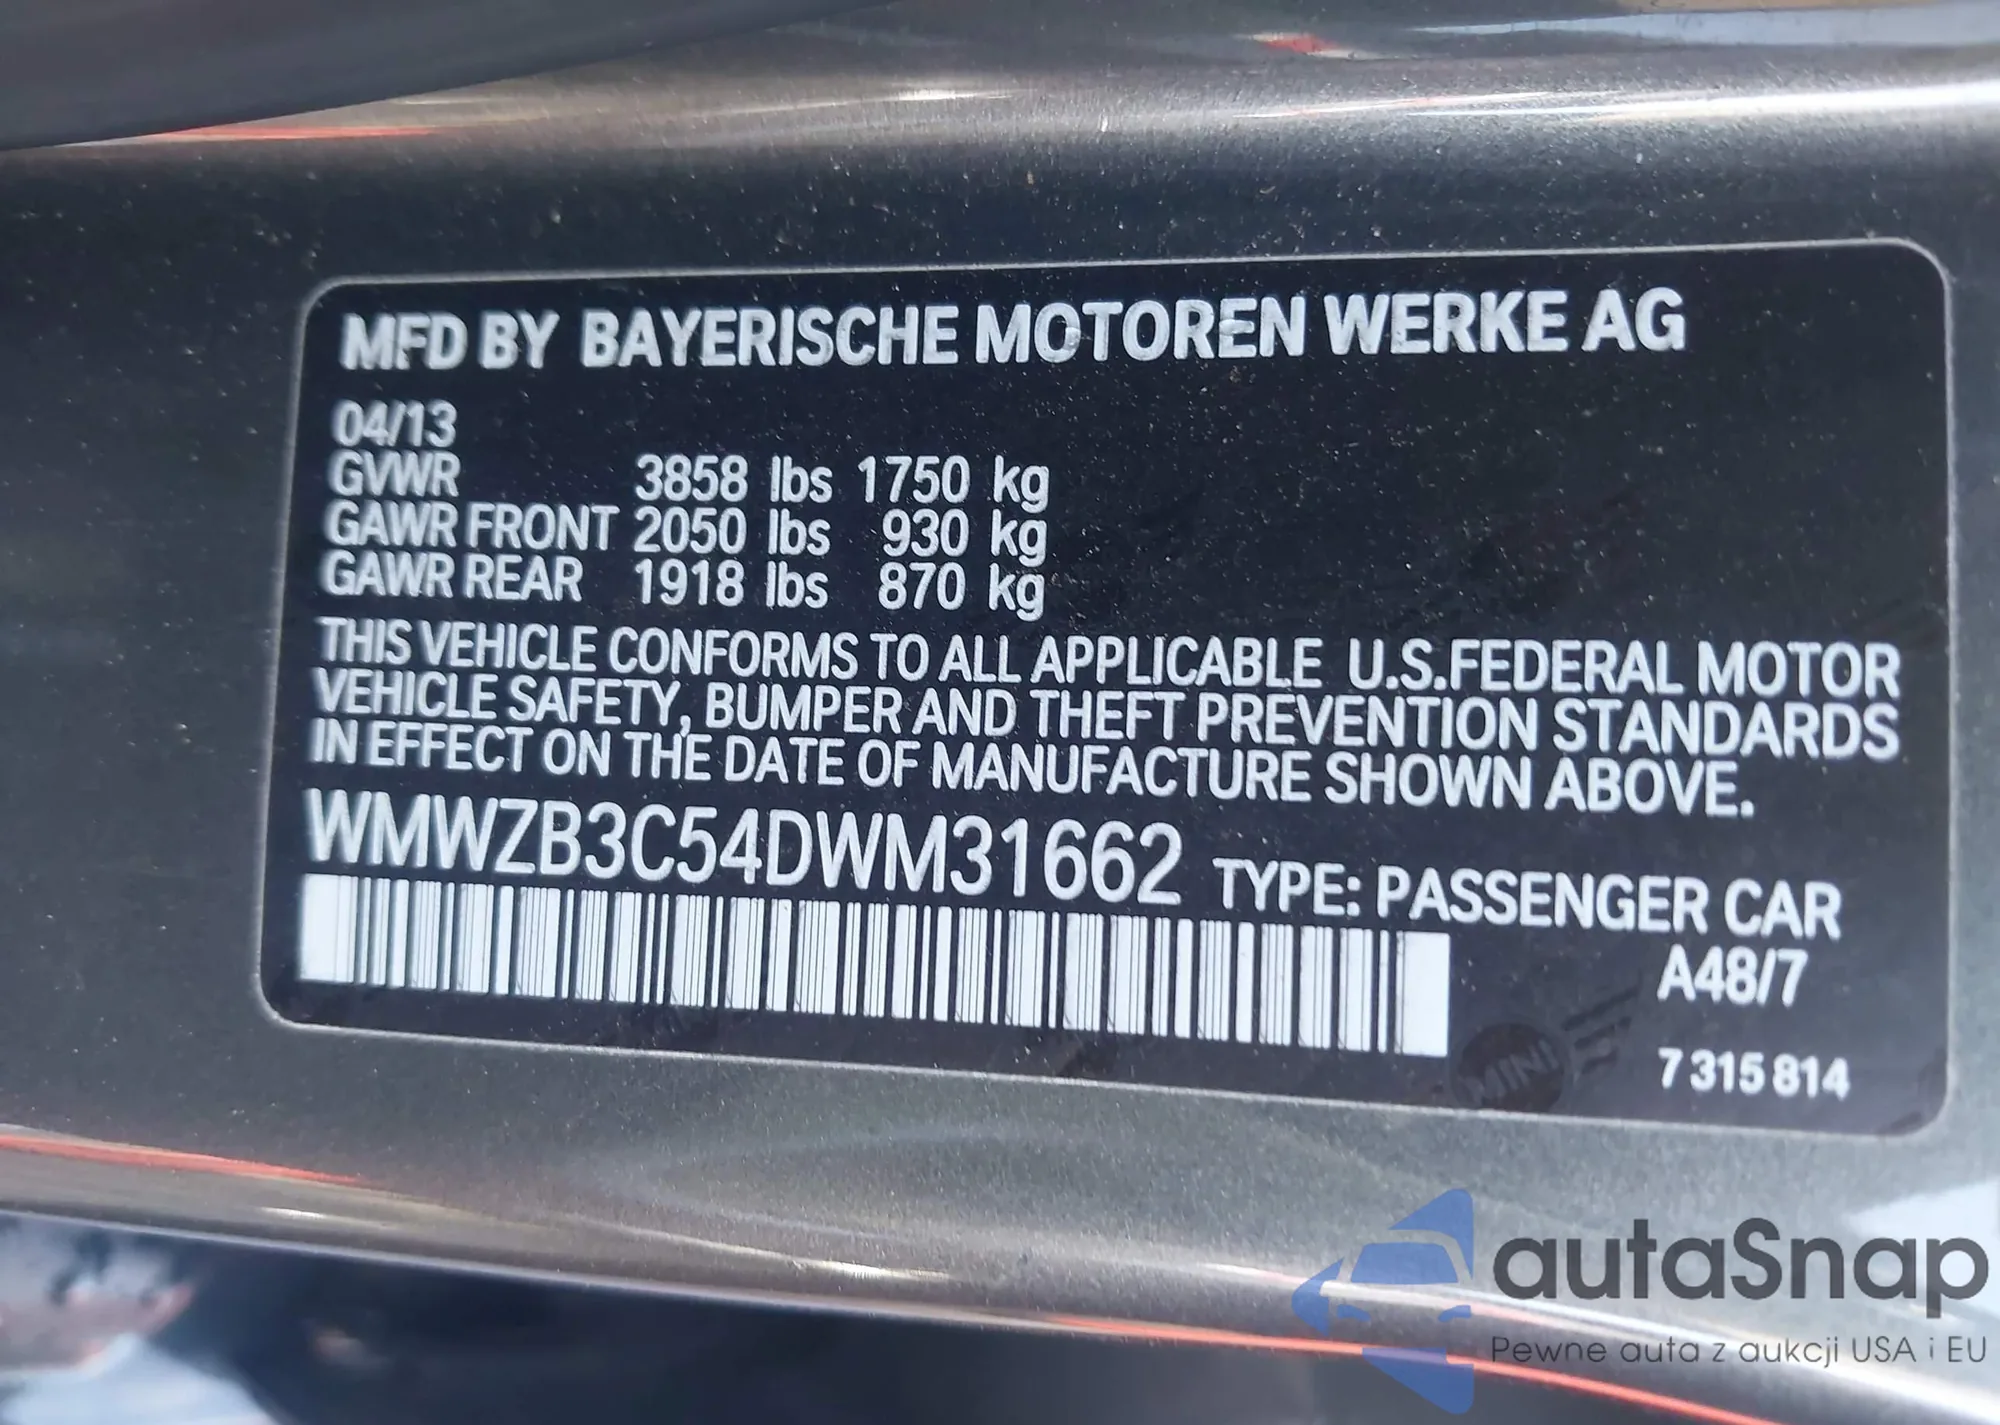 MFD BY BAYERISCHE MOTOREN WERKE AG
04/13
GVWR 3858 lbs 1750 kg
GAWR FRONT 2050 lbs 930 kg
GAWR REAR 1918 lbs 870 kg
THIS VEHICLE CONFORMS TO ALL APPLICABLE U.S.FEDERAL MOTOR
VEHICLE SAFETY, BUMPER AND THEFT PREVENTION STANDARDS
IN EFFECT ON THE DATE OF MANUFACTURE SHOWN ABOVE.
WMWZB3C54DWM31662 TYPE: PASSENGER CAR
A48/7
MINI
7 315 814
autaSnap
Pewne auta z aukcji USA i EU